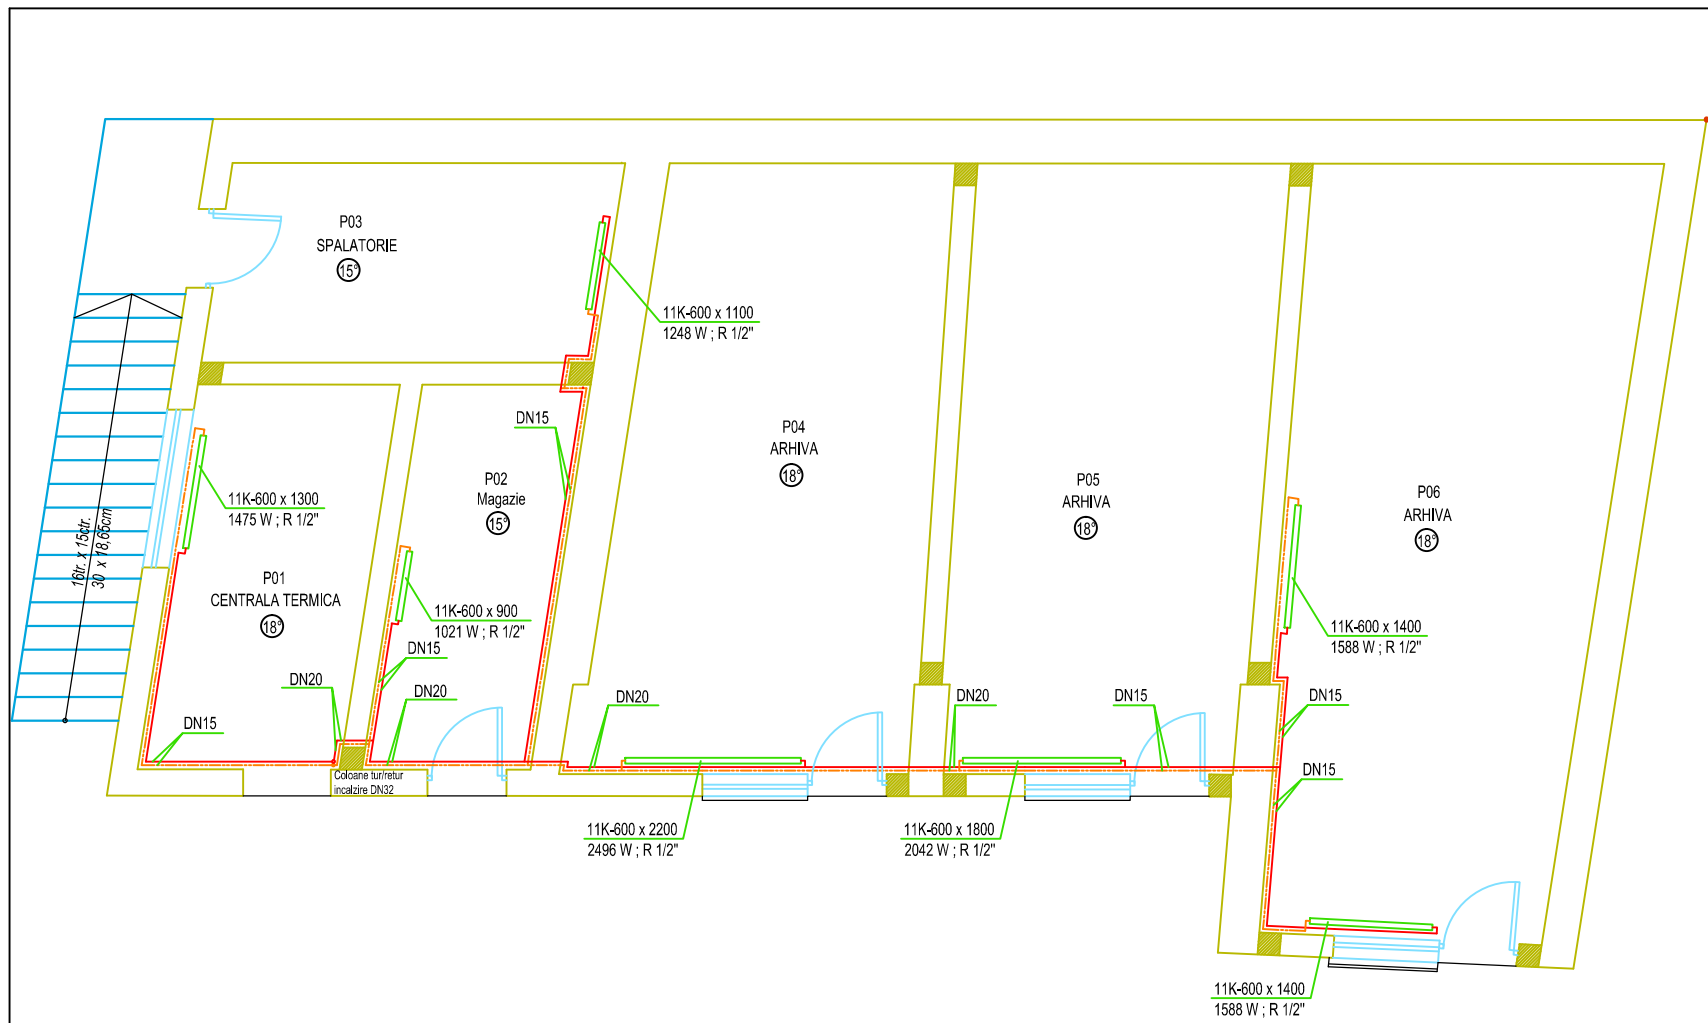 P03
SPALATORIE
15°
11K-600 x 1100
1248 W ; R 1/2"
DN15
P04
ARHIVA
18°
P02
Magazie
15°
P05
ARHIVA
18°
P06
ARHIVA
18°
11K-600 x 1300
1475 W ; R 1/2"
16tr. x 15ctr.
30 x 18,65cm
P01
CENTRALA TERMICA
18°
11K-600 x 900
1021 W ; R 1/2"
11K-600 x 1400
1588 W ; R 1/2"
DN15
DN20
DN20
DN20
DN20
DN15
DN15
DN15
Coloane tur/retur
incalzire DN32
DN15
11K-600 x 2200
2496 W ; R 1/2"
11K-600 x 1800
2042 W ; R 1/2"
11K-600 x 1400
1588 W ; R 1/2"